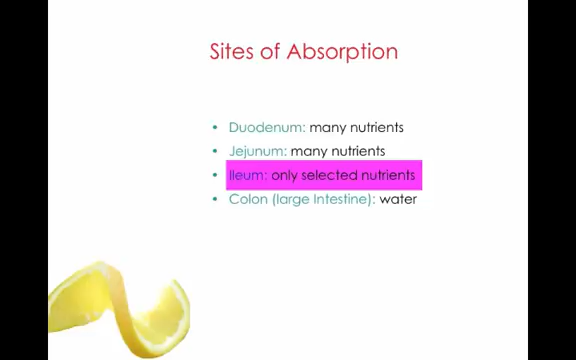 Sites of Absorption
• Duodenum: many nutrients
• Jejunum: many nutrients
• Ileum: only selected nutrients
• Colon (large Intestine): water